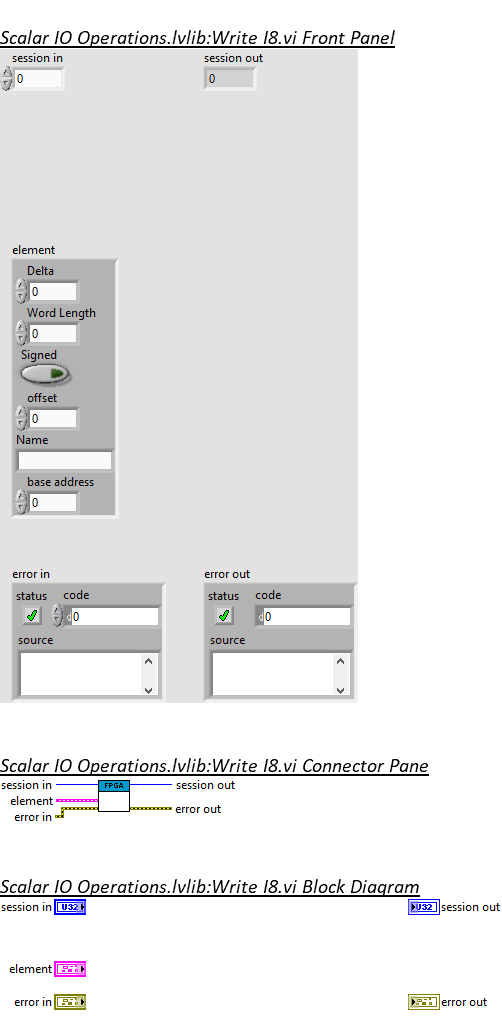 Scalar IO Operations.lvlib:Write I8.vi Front Panel
session in session out
0 0
element
Delta
0
Word Length
0
Signed
offset
0
Name
base address
0
error in error out
status code status code
d0 d0
source source
Scalar IO Operations.lvlib:Write I8.vi Connector Pane
session in FPGA session out
element
error in error out
Scalar IO Operations.lvlib:Write I8.vi Block Diagram
session in U32 U32 session out
element
error in error out